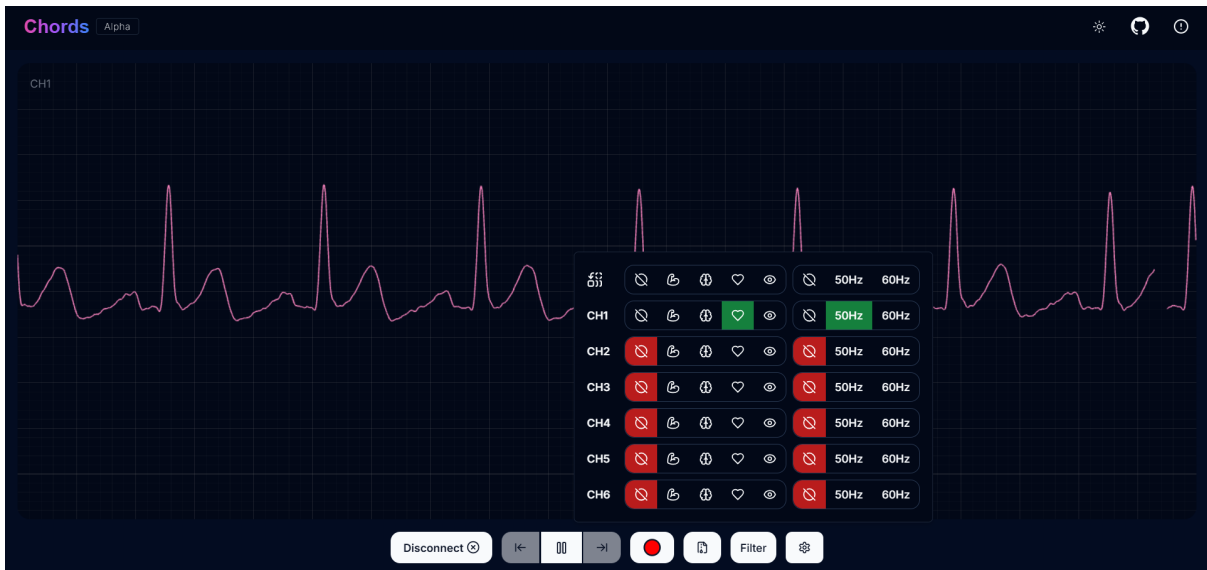 Chords Alpha
CH1
50Hz 60Hz
CH1 50Hz 60Hz
CH2 50Hz 60Hz
CH3 50Hz 60Hz
CH4 50Hz 60Hz
CH5 50Hz 60Hz
CH6 50Hz 60Hz
Disconnect Filter